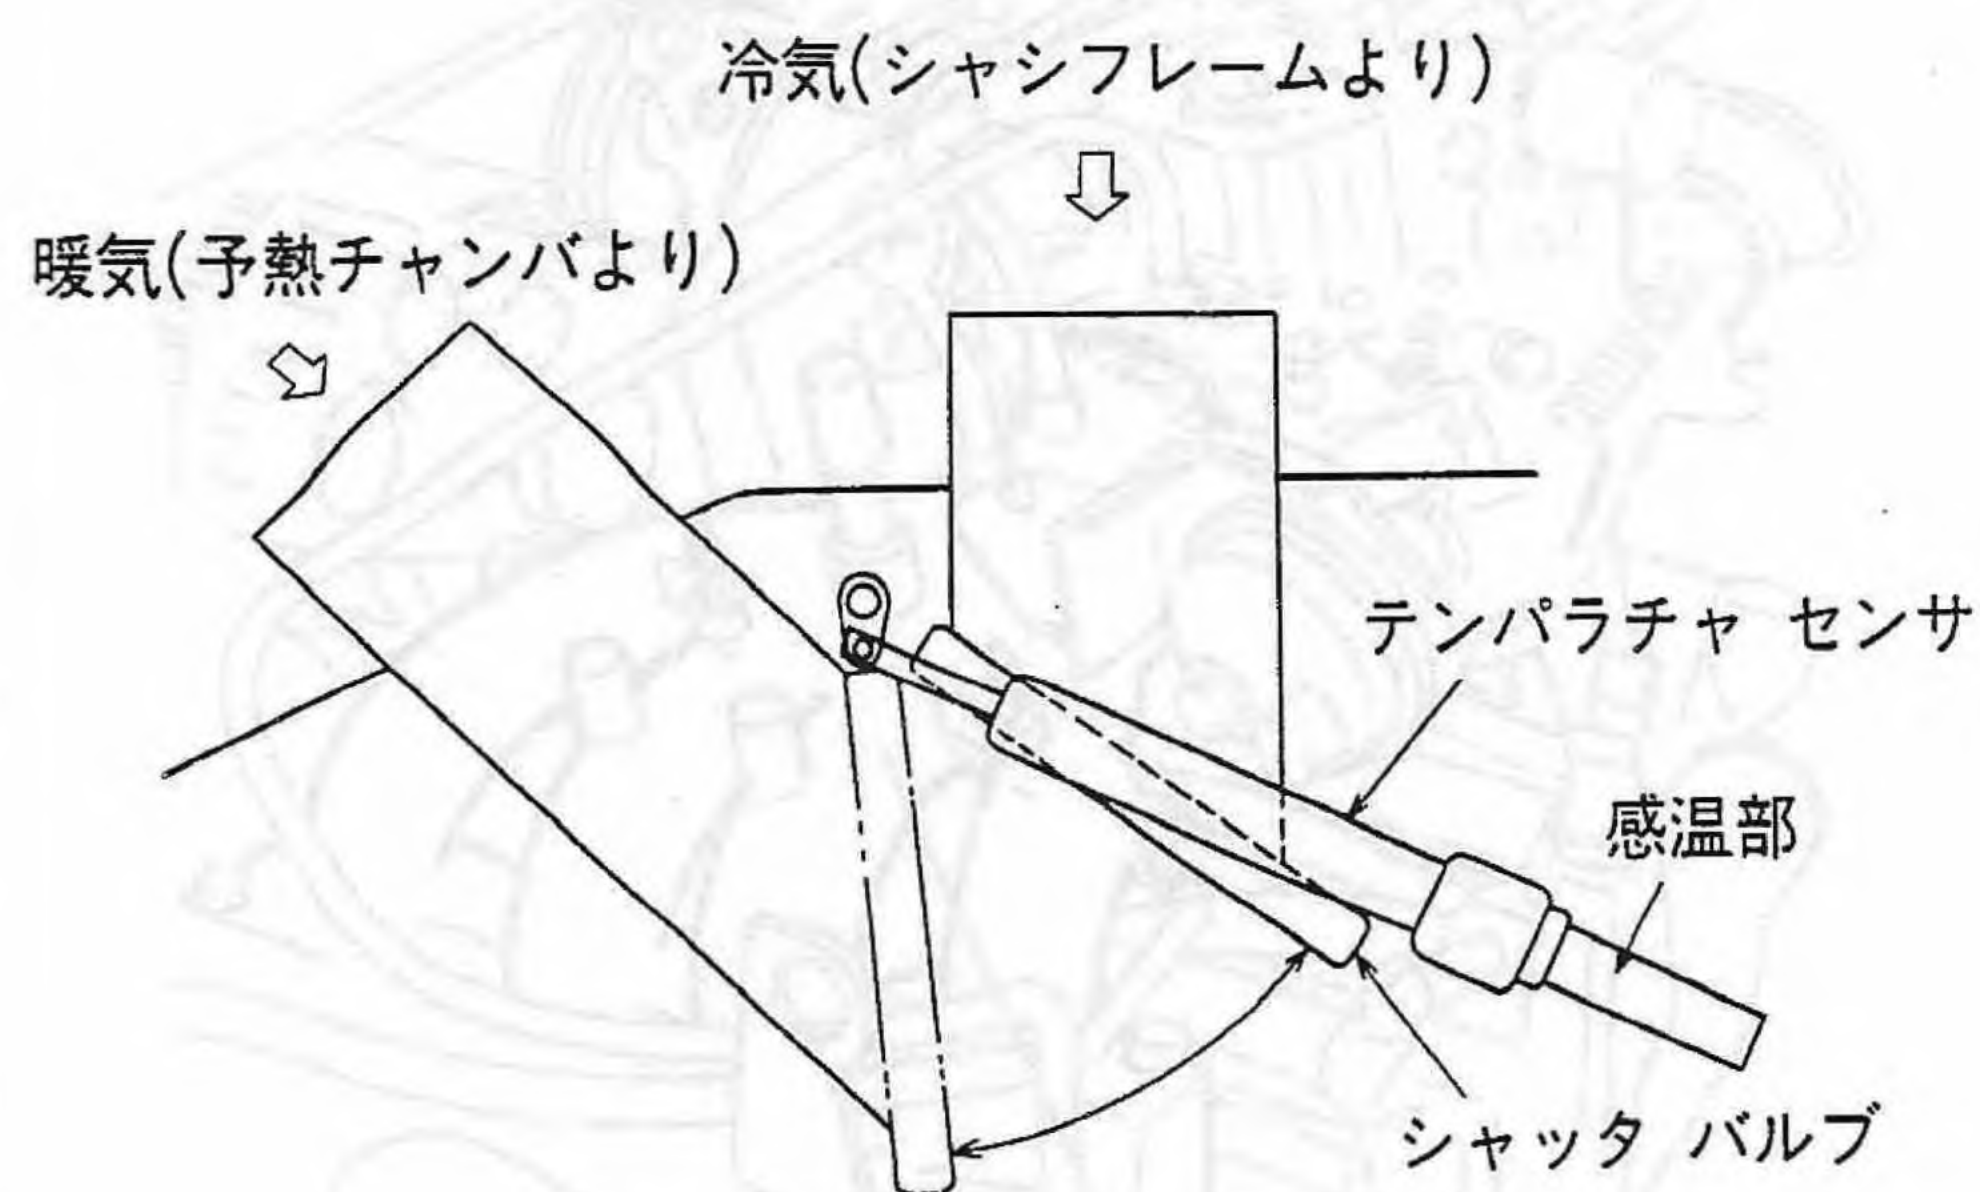 冷気(シャシフレームより)
暖気(予熱チャンバより)
テンパラチャ センサ
感温部
シャッタ バルブ